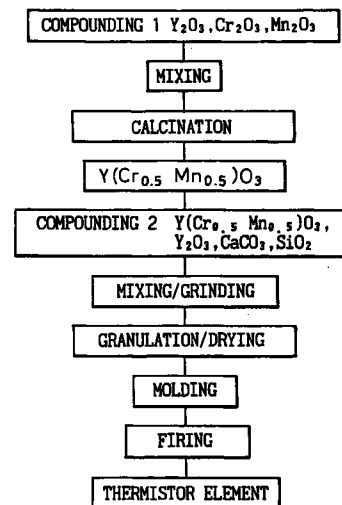 COMPOUNDING 1 Y₂O₃,Cr₂O₃,Mn₂O₃
MIXING
CALCINATION
Y(Cr₀.₅ Mn₀.₅)O₃
COMPOUNDING 2 Y(Cr₀.₅ Mn₀.₅)O₃,
Y₂O₃,CaCO₃,SiO₂
MIXING/GRINDING
GRANULATION/DRYING
MOLDING
FIRING
THERMISTOR ELEMENT